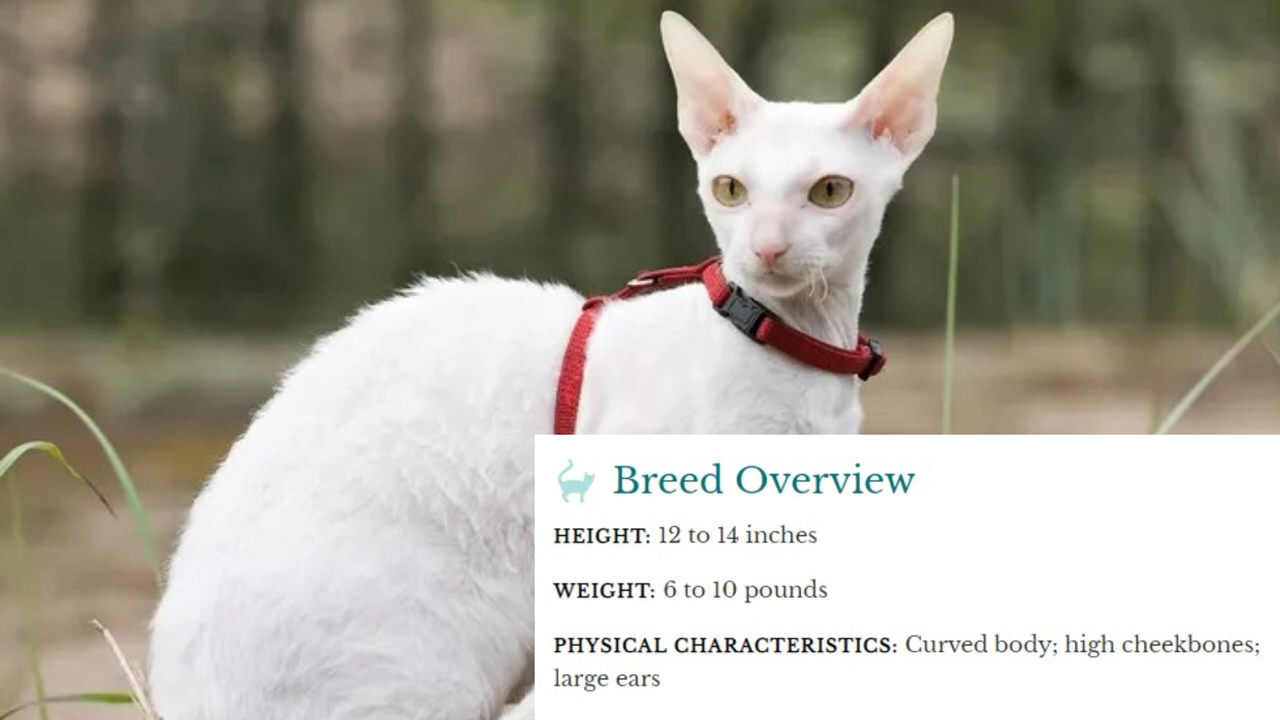 Breed Overview
HEIGHT: 12 to 14 inches
WEIGHT: 6 to 10 pounds
PHYSICAL CHARACTERISTICS: Curved body; high cheekbones;
large ears